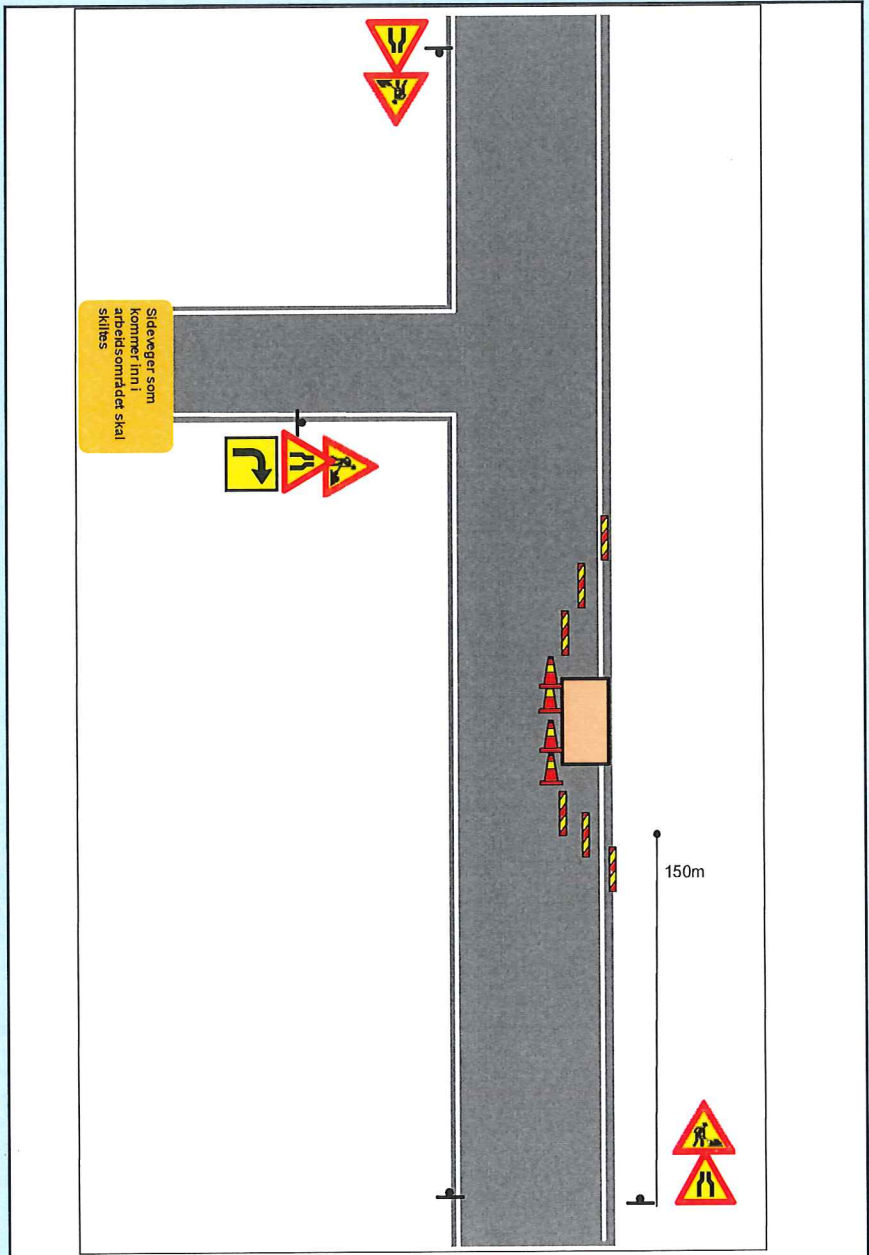 Sideveger som
kommer inn i
arbeidsområdet skal
skiltes
150m